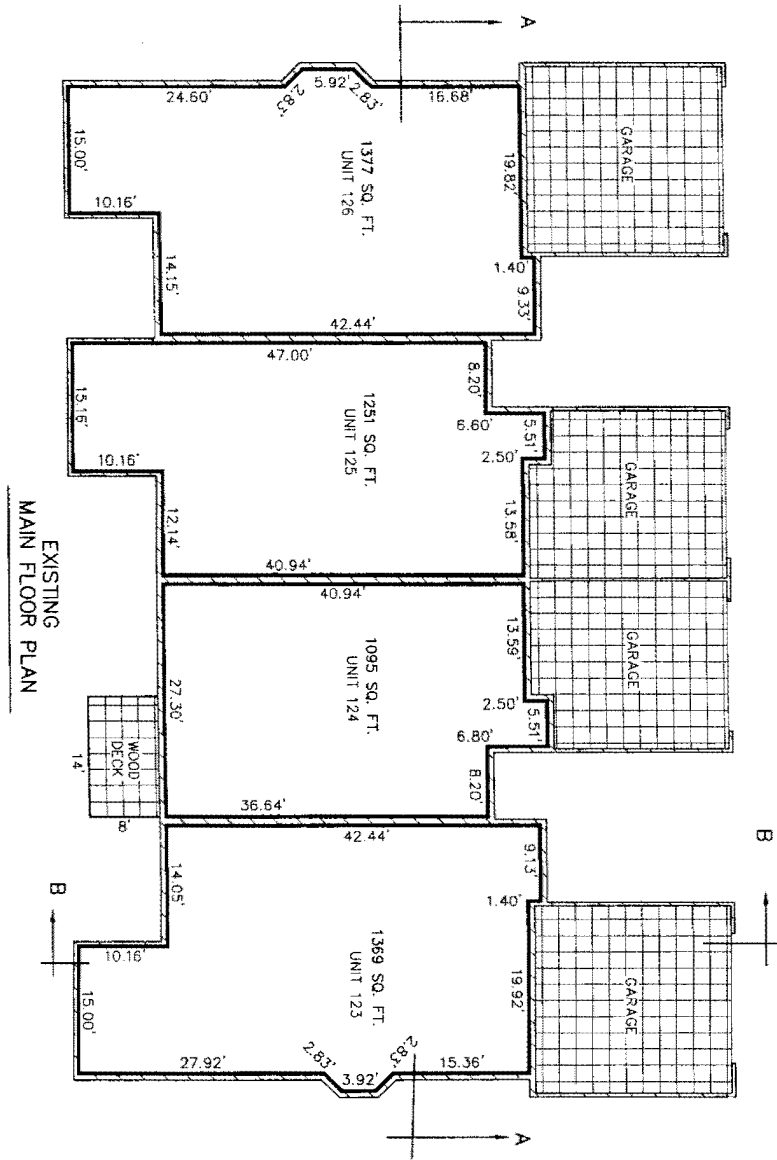 A
A
B
B
GARAGE
GARAGE
GARAGE
GARAGE
24.60'
2.83'
5.92'
2.83'
16.68'
15.00'
10.16'
14.15'
42.44'
19.82'
1.40'
9.33'
1377 SQ. FT.
UNIT 126
47.00'
8.20'
6.60'
5.51'
2.50'
13.58'
15.16'
10.16'
12.14'
40.94'
1251 SQ. FT.
UNIT 125
40.94'
13.59'
2.50'
5.51'
6.80'
8.20'
27.30'
36.64'
1095 SQ. FT.
UNIT 124
WOOD
DECK
14'
8'
42.44'
9.13'
1.40'
19.92'
14.05'
10.16'
15.00'
27.92'
2.83'
3.92'
2.83'
15.36'
1369 SQ. FT.
UNIT 123
EXISTING
MAIN FLOOR PLAN